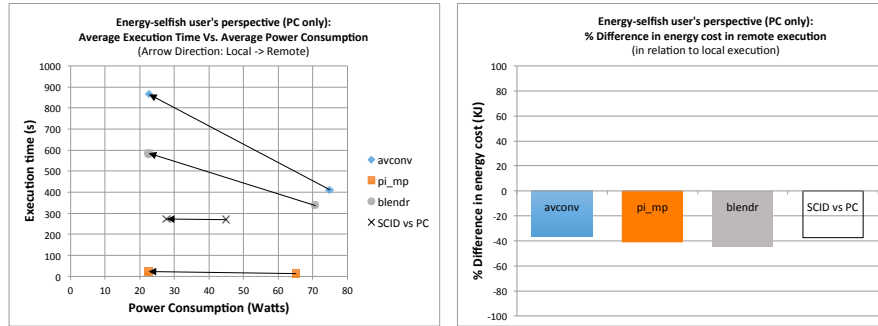 Energy-selfish user's perspective (PC only):
Average Execution Time Vs. Average Power Consumption
(Arrow Direction: Local -> Remote)
Execution time (s)
1000
900
800
700
600
500
400
300
200
100
0
0 10 20 30 40 50 60 70 80
Power Consumption (Watts)
avconv
pi_mp
blendr
SCID vs PC
Energy-selfish user's perspective (PC only):
% Difference in energy cost in remote execution
(in relation to local execution)
% Difference in energy cost (KJ)
100
80
60
40
20
0
-20
-40
-60
-80
-100
avconv pi_mp blendr SCID vs PC